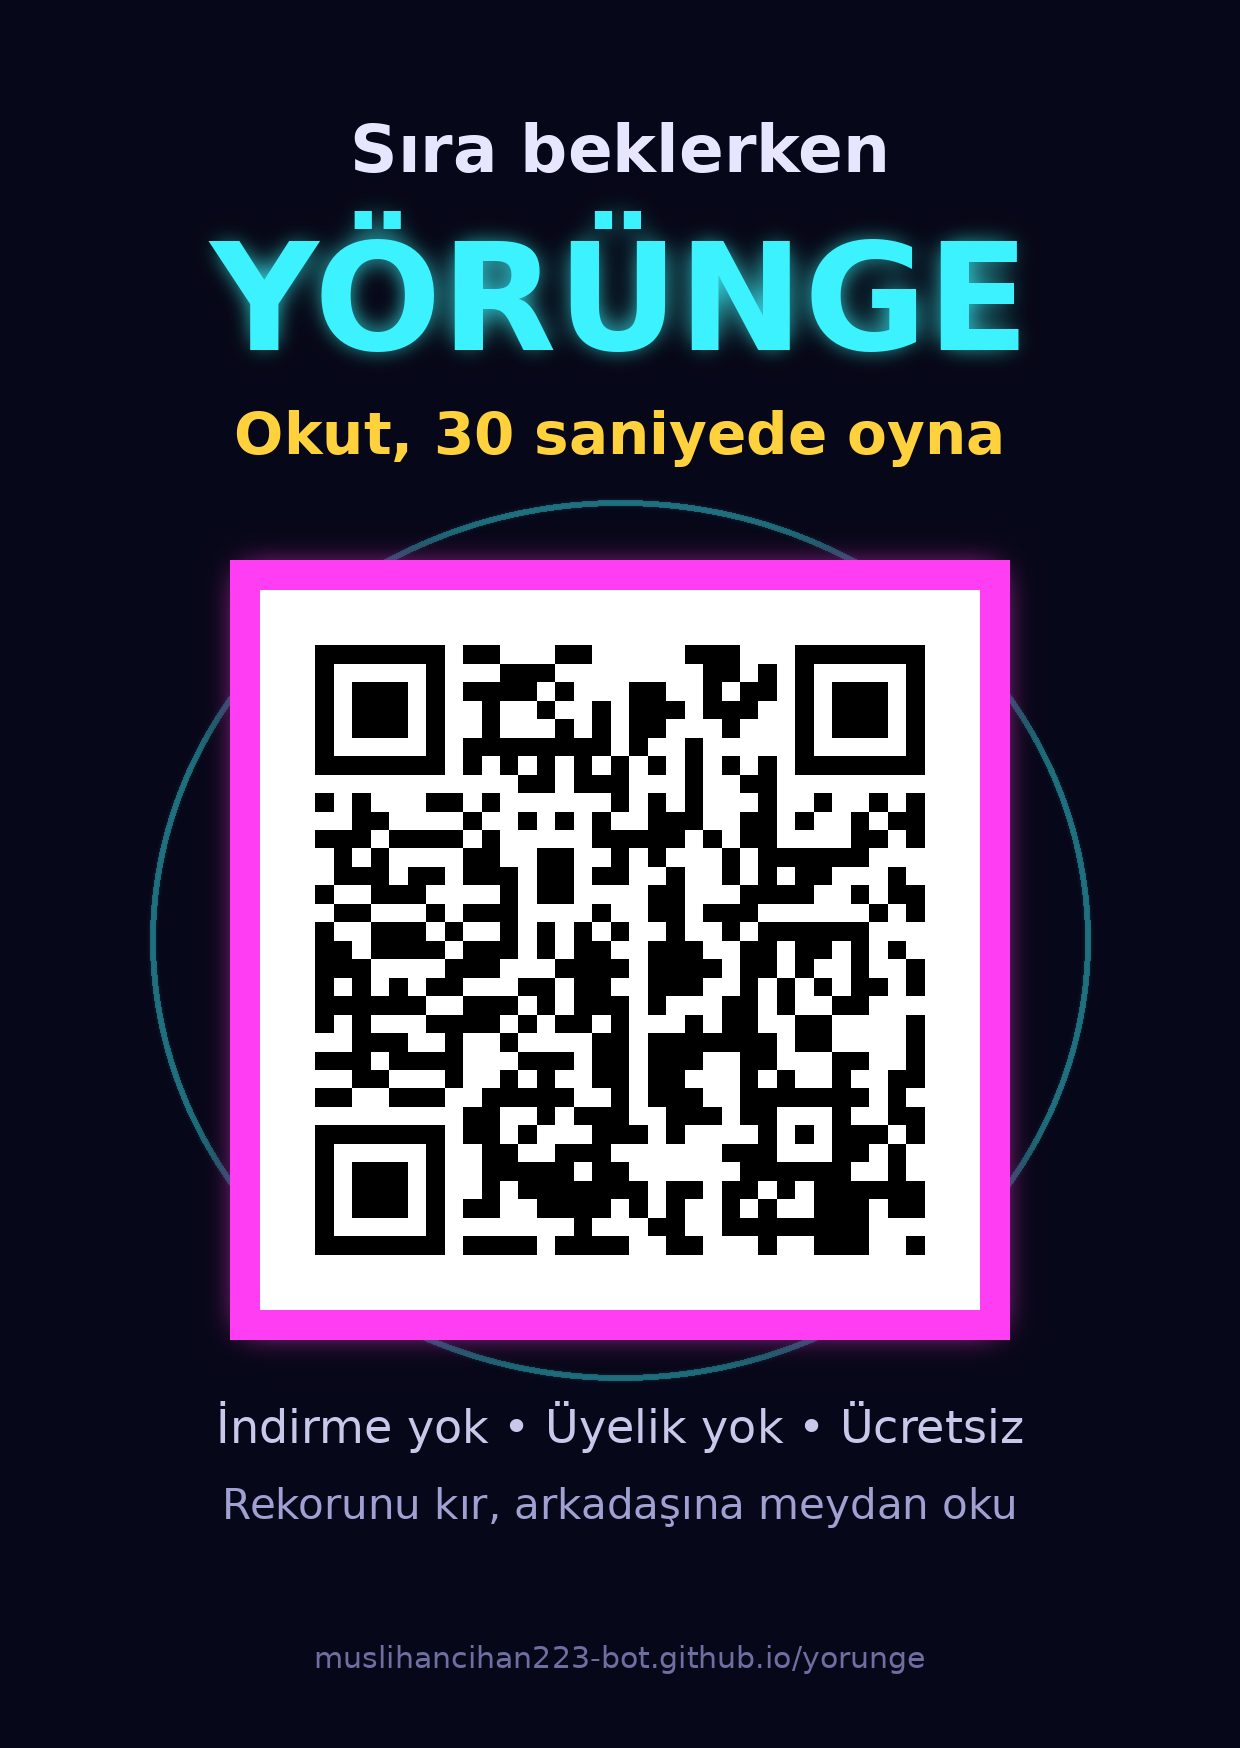 Sıra beklerken
YÖRÜNGE
Okut, 30 saniyede oyna
İndirme yok • Üyelik yok • Ücretsiz
Rekorunu kır, arkadaşına meydan oku
muslihancihan223-bot.github.io/yorunge